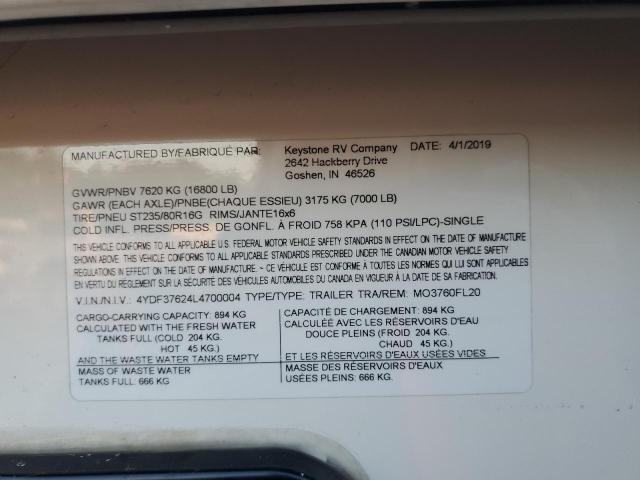 MANUFACTURED BY/FABRIQUÉ PAR: Keystone RV Company DATE: 4/1/2019
2642 Hackberry Drive
Goshen, IN 46526
GVWR/PNBV 7620 KG (16800 LB)
GAWR (EACH AXLE)/PNBE(CHAQUE ESSIEU) 3175 KG (7000 LB)
TIRE/PNEU ST235/80R16G RIMS/JANTE16x6
COLD INFL. PRESS/PRESS. DE GONFL. À FROID 758 KPA (110 PSI/LPC)-SINGLE
THIS VEHICLE CONFORMS TO ALL APPLICABLE U.S. FEDERAL MOTOR VEHICLE SAFETY STANDARDS IN EFFECT ON THE DATE OF MANUFACTURE
SHOWN ABOVE. THIS VEHICLE CONFORMS TO ALL APPLICABLE STANDARDS PRESCRIBED UNDER THE CANADIAN MOTOR VEHICLE SAFETY
REGULATIONS IN EFFECT ON THE DATE OF MANUFACTURE. ~ CE VÉHICULE EST CONFORME À TOUTES LES NORMES QUI LUI SONT APPLICABLES
EN VERTU DU RÈGLEMENT SUR LA SÉCURITÉ DES VÉHICULES AUTOMOBILES DU CANADA EN VIGUEUR À LA DATE DE SA FABRICATION.
V.I.N./N.I.V.: 4YDF37624L4700004 TYPE/TYPE: TRAILER TRA/REM: MO3760FL20
CARGO-CARRYING CAPACITY: 894 KG
CALCULATED WITH THE FRESH WATER
TANKS FULL (COLD 204 KG.
HOT 45 KG.)
AND THE WASTE WATER TANKS EMPTY
MASS OF WASTE WATER
TANKS FULL: 666 KG
CAPACITÉ DE CHARGEMENT: 894 KG
CALCULÉE AVEC LES RÉSERVOIRS D'EAU
DOUCE PLEINS (FROID 204 KG.
CHAUD 45 KG.)
ET LES RÉSERVOIRS D'EAUX USÉES VIDES
MASSE DES RÉSERVOIRS D'EAUX
USÉES PLEINS: 666 KG.